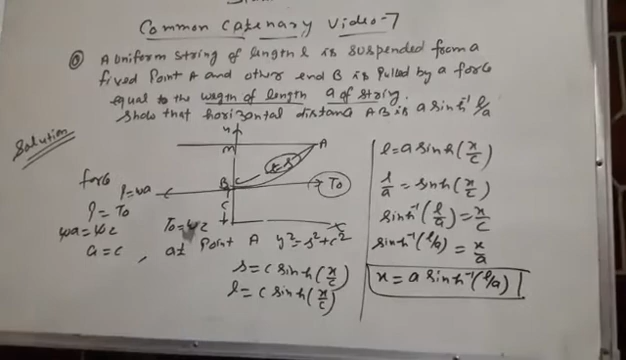 Common Catenary Video-7
A uniform string of length l is suspended from a
fixed point A and other end B is pulled by a force
equal to the wegth of length a of string.
show that horizontal distand AB is a sinh⁻¹ l/a
Solution
M
A
B
C
T₀
x
force
P=wa
P = T₀
wa=wc
a=c,
T₀=wc
at Point A y²=s²+c²
s=c sinh(x/c)
l=c sinh(x/c)
l=a sinh(x/c)
l/a=sinh(x/c)
sinh⁻¹(l/a)=x/c
sinh⁻¹(l/a)=x/a
x=a sinh⁻¹(l/a)